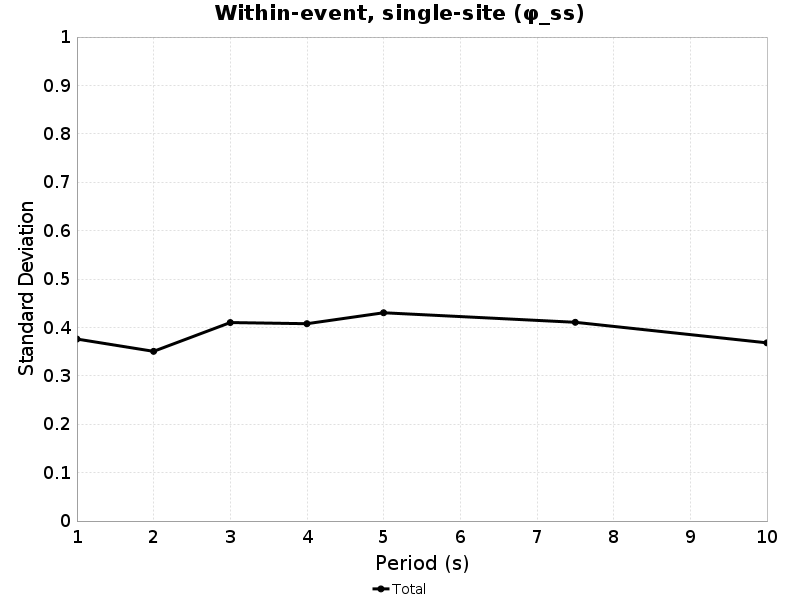 Within-event, single-site (φ_ss)
1
0.9
0.8
0.7
0.6
0.5
0.4
0.3
0.2
0.1
0
Standard Deviation
1 2 3 4 5 6 7 8 9 10
Period (s)
Total